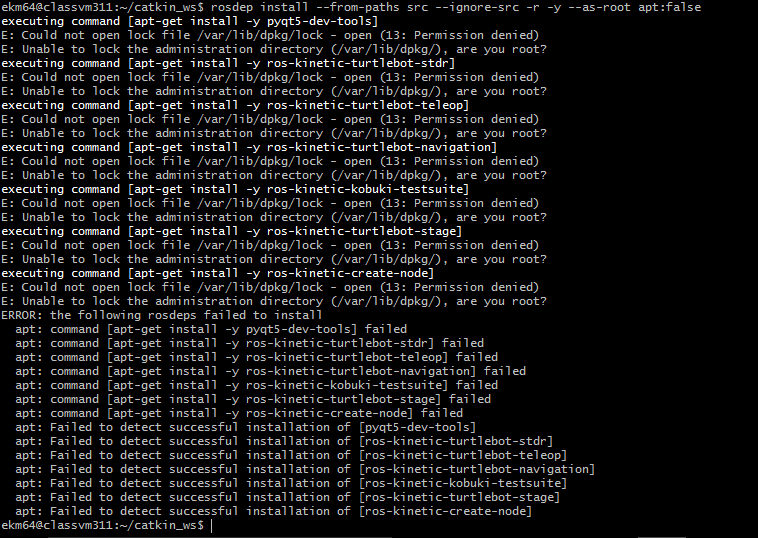 ekm64@classvm311:~/catkin_ws$ rosdep install --from-paths src --ignore-src -r -y --as-root apt:false
executing command [apt-get install -y pyqt5-dev-tools]
E: Could not open lock file /var/lib/dpkg/lock - open (13: Permission denied)
E: Unable to lock the administration directory (/var/lib/dpkg/), are you root?
executing command [apt-get install -y ros-kinetic-turtlebot-stdr]
E: Could not open lock file /var/lib/dpkg/lock - open (13: Permission denied)
E: Unable to lock the administration directory (/var/lib/dpkg/), are you root?
executing command [apt-get install -y ros-kinetic-turtlebot-teleop]
E: Could not open lock file /var/lib/dpkg/lock - open (13: Permission denied)
E: Unable to lock the administration directory (/var/lib/dpkg/), are you root?
executing command [apt-get install -y ros-kinetic-turtlebot-navigation]
E: Could not open lock file /var/lib/dpkg/lock - open (13: Permission denied)
E: Unable to lock the administration directory (/var/lib/dpkg/), are you root?
executing command [apt-get install -y ros-kinetic-kobuki-testsuite]
E: Could not open lock file /var/lib/dpkg/lock - open (13: Permission denied)
E: Unable to lock the administration directory (/var/lib/dpkg/), are you root?
executing command [apt-get install -y ros-kinetic-turtlebot-stage]
E: Could not open lock file /var/lib/dpkg/lock - open (13: Permission denied)
E: Unable to lock the administration directory (/var/lib/dpkg/), are you root?
executing command [apt-get install -y ros-kinetic-create-node]
E: Could not open lock file /var/lib/dpkg/lock - open (13: Permission denied)
E: Unable to lock the administration directory (/var/lib/dpkg/), are you root?
ERROR: the following rosdeps failed to install
  apt: command [apt-get install -y pyqt5-dev-tools] failed
  apt: command [apt-get install -y ros-kinetic-turtlebot-stdr] failed
  apt: command [apt-get install -y ros-kinetic-turtlebot-teleop] failed
  apt: command [apt-get install -y ros-kinetic-turtlebot-navigation] failed
  apt: command [apt-get install -y ros-kinetic-kobuki-testsuite] failed
  apt: command [apt-get install -y ros-kinetic-turtlebot-stage] failed
  apt: command [apt-get install -y ros-kinetic-create-node] failed
  apt: Failed to detect successful installation of [pyqt5-dev-tools]
  apt: Failed to detect successful installation of [ros-kinetic-turtlebot-stdr]
  apt: Failed to detect successful installation of [ros-kinetic-turtlebot-teleop]
  apt: Failed to detect successful installation of [ros-kinetic-turtlebot-navigation]
  apt: Failed to detect successful installation of [ros-kinetic-kobuki-testsuite]
  apt: Failed to detect successful installation of [ros-kinetic-turtlebot-stage]
  apt: Failed to detect successful installation of [ros-kinetic-create-node]
ekm64@classvm311:~/catkin_ws$